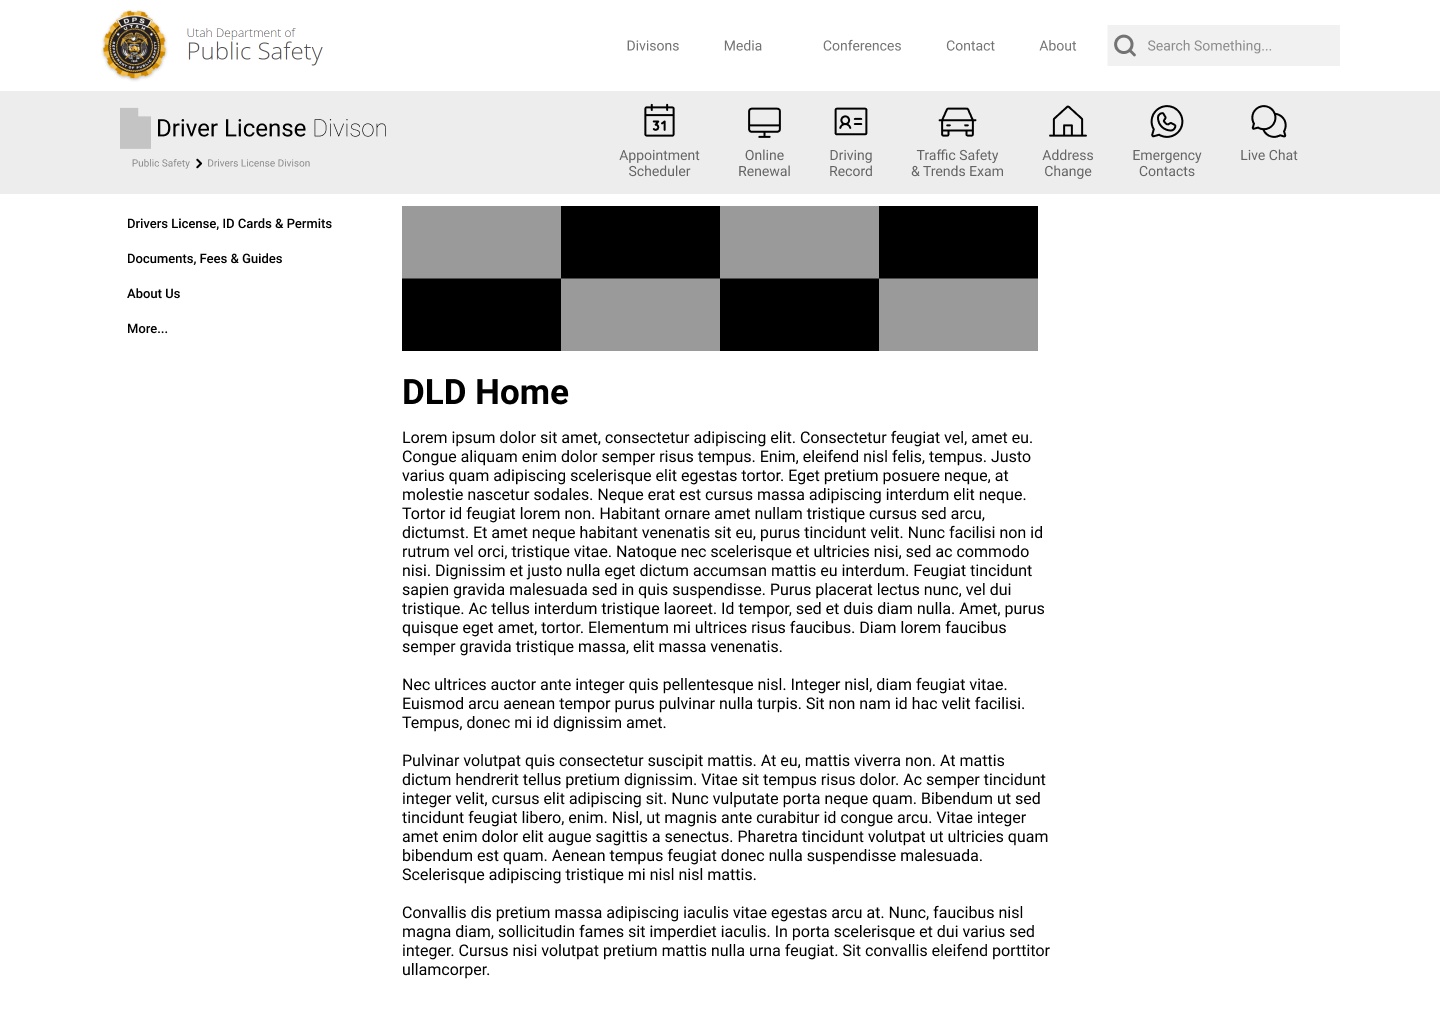 DPS
UTAH
Utah Department of
Public Safety
Divisons
Media
Conferences
Contact
About
Search Something...
Driver License Divison
Public Safety
Drivers License Divison
31
Appointment
Scheduler
Online
Renewal
Driving
Record
Traffic Safety
& Trends Exam
Address
Change
Emergency
Contacts
Live Chat
Drivers License, ID Cards & Permits
Documents, Fees & Guides
About Us
More...
DLD Home
Lorem ipsum dolor sit amet, consectetur adipiscing elit. Consectetur feugiat vel, amet eu.
Congue aliquam enim dolor semper risus tempus. Enim, eleifend nisl felis, tempus. Justo
varius quam adipiscing scelerisque elit egestas tortor. Eget pretium posuere neque, at
molestie nascetur sodales. Neque erat est cursus massa adipiscing interdum elit neque.
Tortor id feugiat lorem non. Habitant ornare amet nullam tristique cursus sed arcu,
dictumst. Et amet neque habitant venenatis sit eu, purus tincidunt velit. Nunc facilisi non id
rutrum vel orci, tristique vitae. Natoque nec scelerisque et ultricies nisi, sed ac commodo
nisi. Dignissim et justo nulla eget dictum accumsan mattis eu interdum. Feugiat tincidunt
sapien gravida malesuada sed in quis suspendisse. Purus placerat lectus nunc, vel dui
tristique. Ac tellus interdum tristique laoreet. Id tempor, sed et duis diam nulla. Amet, purus
quisque eget amet, tortor. Elementum mi ultrices risus faucibus. Diam lorem faucibus
semper gravida tristique massa, elit massa venenatis.
Nec ultrices auctor ante integer quis pellentesque nisl. Integer nisl, diam feugiat vitae.
Euismod arcu aenean tempor purus pulvinar nulla turpis. Sit non nam id hac velit facilisi.
Tempus, donec mi id dignissim amet.
Pulvinar volutpat quis consectetur suscipit mattis. At eu, mattis viverra non. At mattis
dictum hendrerit tellus pretium dignissim. Vitae sit tempus risus dolor. Ac semper tincidunt
integer velit, cursus elit adipiscing sit. Nunc vulputate porta neque quam. Bibendum ut sed
tincidunt feugiat libero, enim. Nisl, ut magnis ante curabitur id congue arcu. Vitae integer
amet enim dolor elit augue sagittis a senectus. Pharetra tincidunt volutpat ut ultricies quam
bibendum est quam. Aenean tempus feugiat donec nulla suspendisse malesuada.
Scelerisque adipiscing tristique mi nisl nisl mattis.
Convallis dis pretium massa adipiscing iaculis vitae egestas arcu at. Nunc, faucibus nisl
magna diam, sollicitudin fames sit imperdiet iaculis. In porta scelerisque et dui varius sed
integer. Cursus nisi volutpat pretium mattis nulla urna feugiat. Sit convallis eleifend porttitor
ullamcorper.